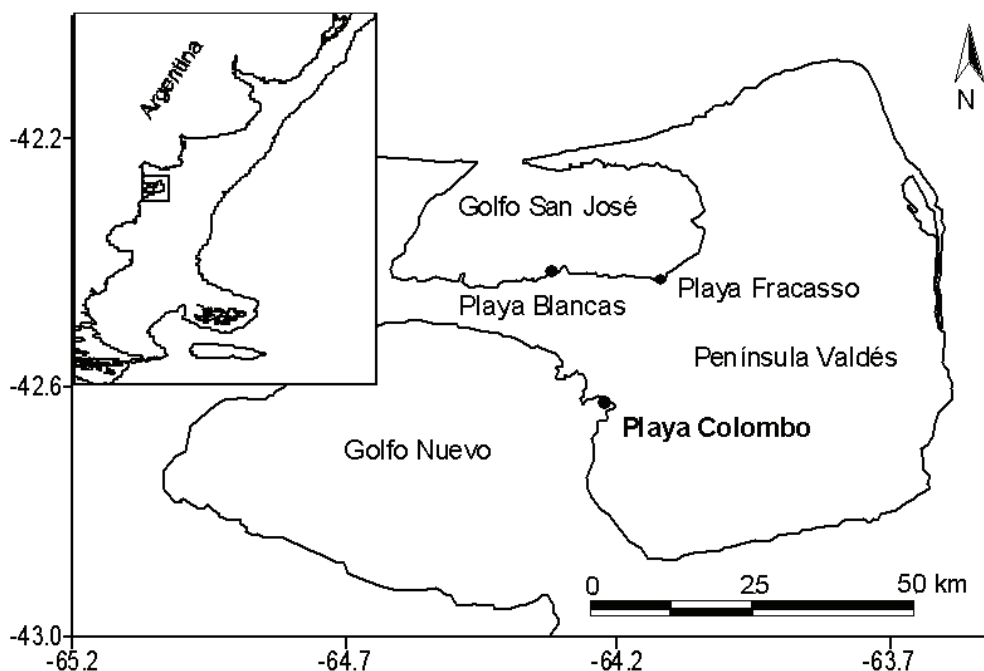 Argentina
N
-42.2
Golfo San José
Playa Fracasso
Playa Blancas
Península Valdés
-42.6
Playa Colombo
Golfo Nuevo
0 25 50 km
-43.0
-65.2 -64.7 -64.2 -63.7